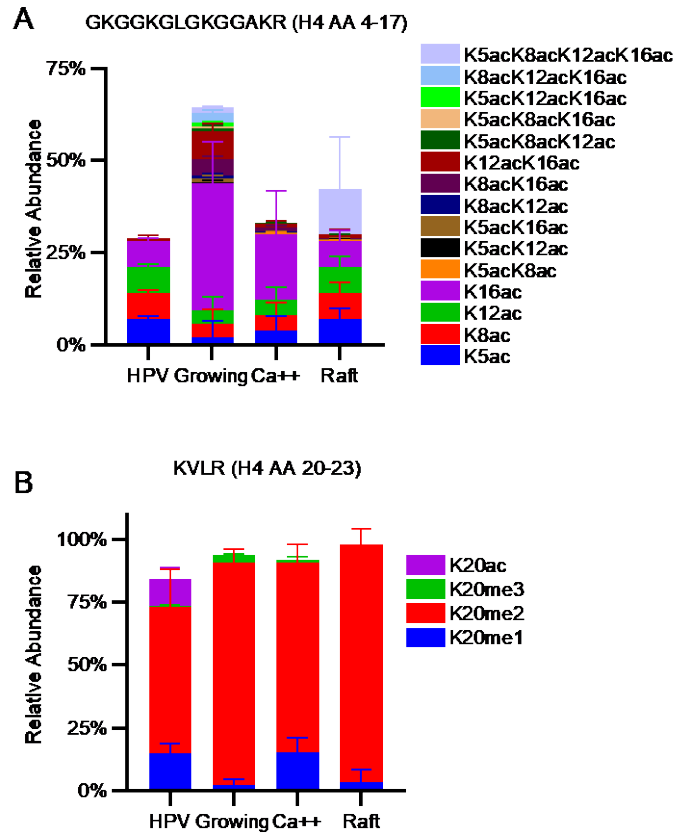 A
GKGGKGLGKGGAKR (H4 AA 4-17)
Relative Abundance
75%
50%
25%
0%
HPV Growing Ca++ Raft
K5acK8acK12acK16ac
K8acK12acK16ac
K5acK12acK16ac
K5acK8acK16ac
K5acK8acK12ac
K12acK16ac
K8acK16ac
K8acK12ac
K5acK16ac
K5acK12ac
K5acK8ac
K16ac
K12ac
K8ac
K5ac
B
KVLR (H4 AA 20-23)
Relative Abundance
100%
75%
50%
25%
0%
HPV Growing Ca++ Raft
K20ac
K20me3
K20me2
K20me1